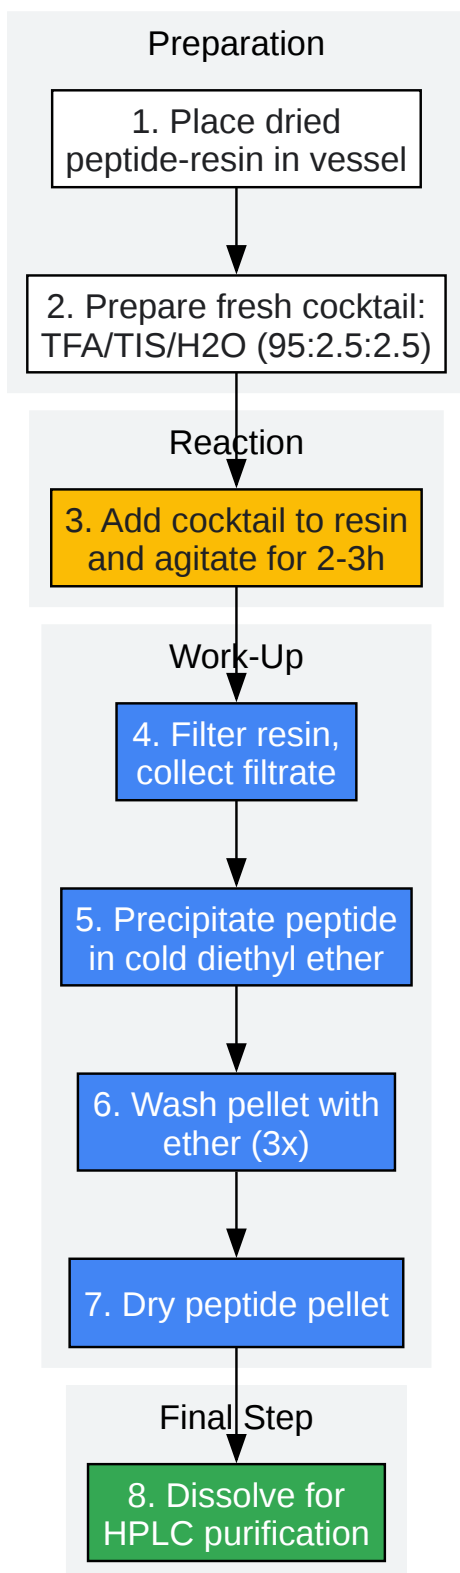 Preparation
1. Place dried
peptide-resin in vessel
2. Prepare fresh cocktail:
TFA/TIS/H2O (95:2.5:2.5)
Reaction
3. Add cocktail to resin
and agitate for 2-3h
Work-Up
4. Filter resin,
collect filtrate
5. Precipitate peptide
in cold diethyl ether
6. Wash pellet with
ether (3x)
7. Dry peptide pellet
Final Step
8. Dissolve for
HPLC purification